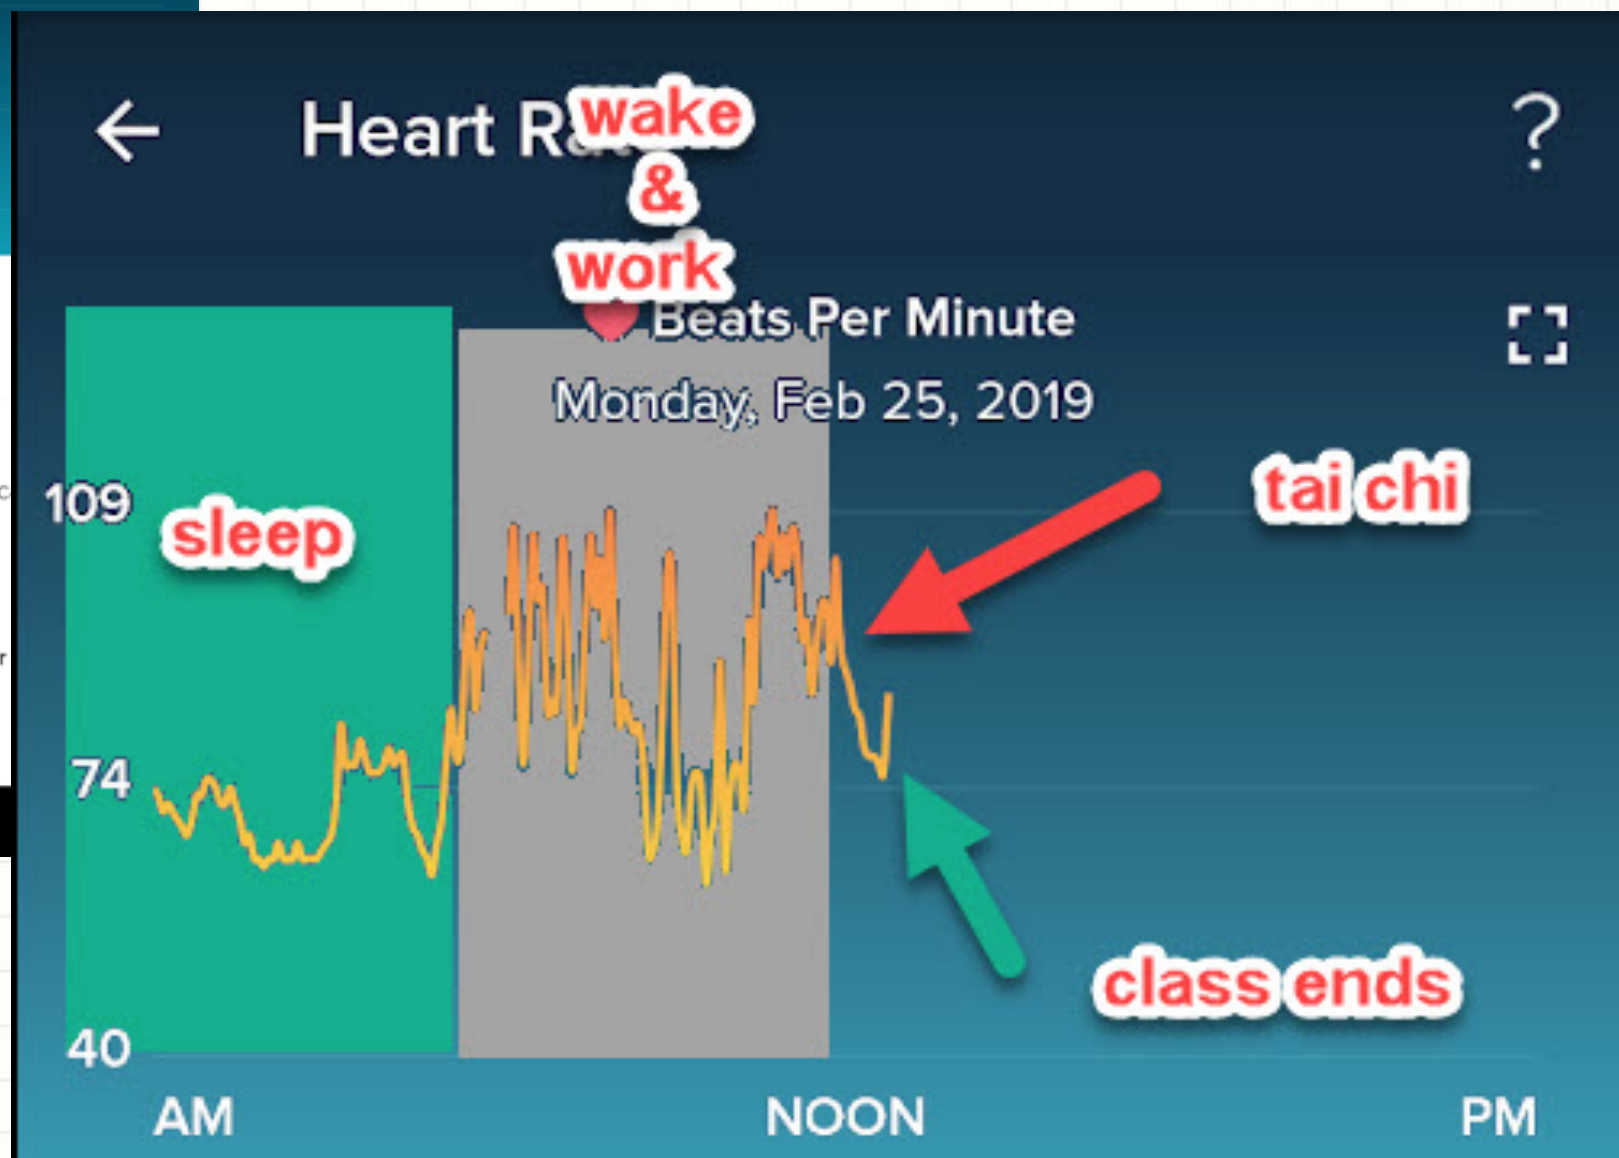 Heart
wake
&
work
?
Beats Per Minute
Monday, Feb 25, 2019
109
sleep
tai chi
74
class ends
40
AM NOON PM